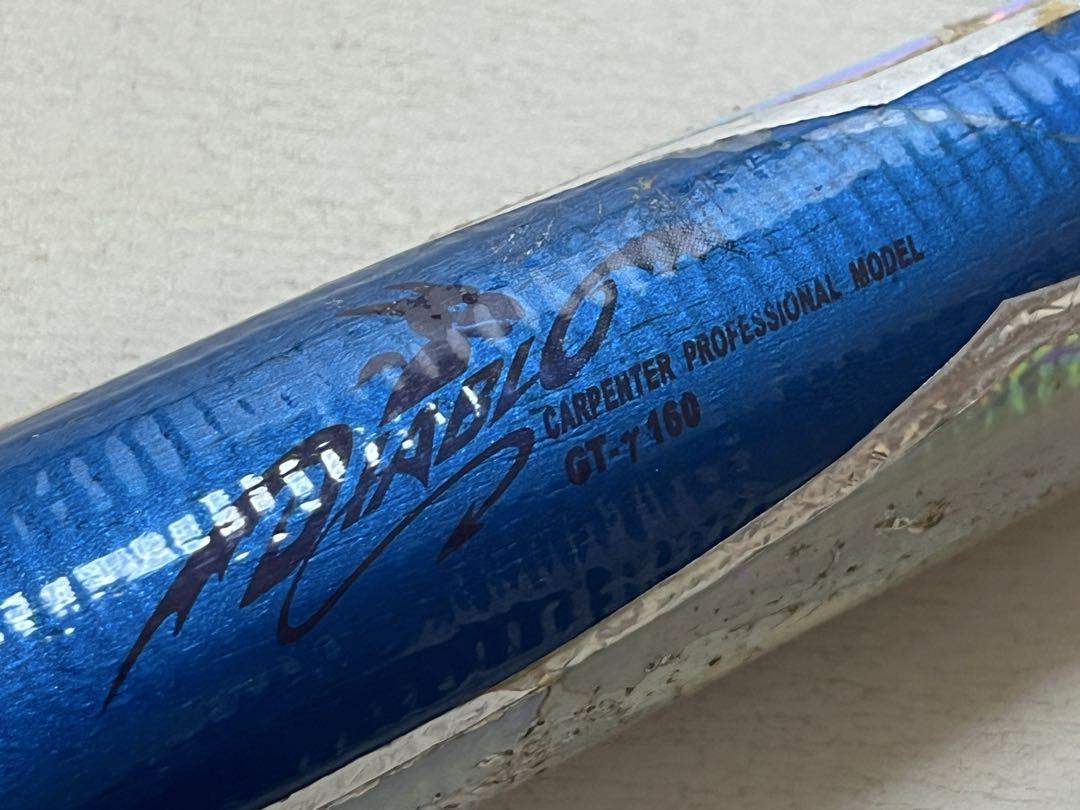 DIABLO
CARPENTER PROFESSIONAL MODEL
GT-γ 160